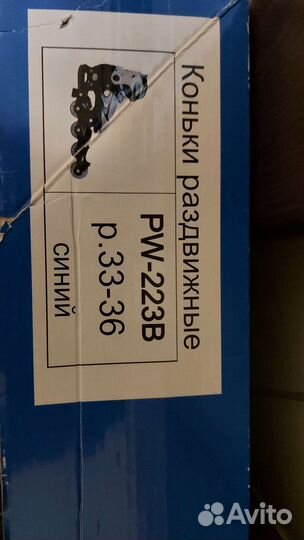 Коньки раздвижные
PW-223B
р.33-36
синий
Avito